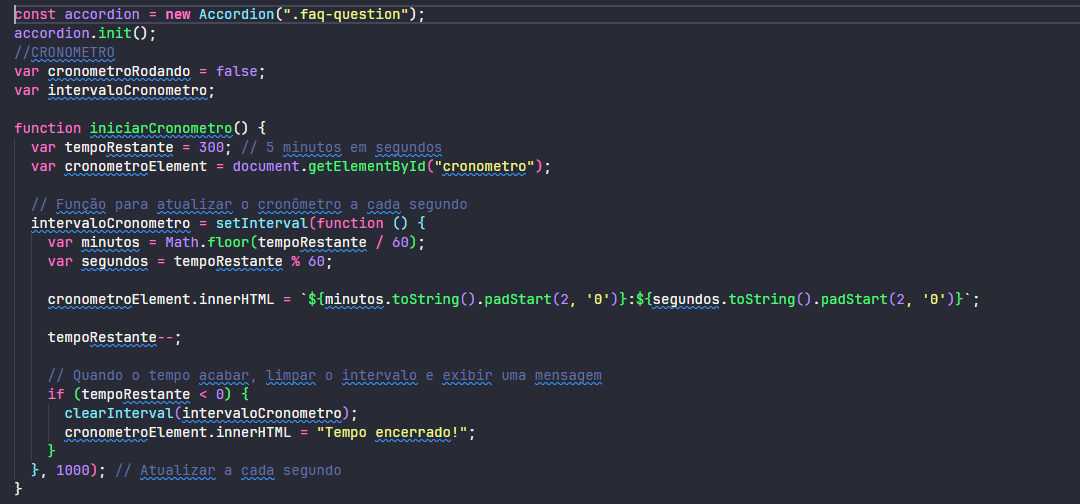 const accordion = new Accordion(".faq-question");
accordion.init();
//CRONOMETRO
var cronometroRodando = false;
var intervaloCronometro;

function iniciarCronometro() {
  var tempoRestante = 300; // 5 minutos em segundos
  var cronometroElement = document.getElementById("cronometro");

  // Função para atualizar o cronômetro a cada segundo
  intervaloCronometro = setInterval(function () {
    var minutos = Math.floor(tempoRestante / 60);
    var segundos = tempoRestante % 60;

    cronometroElement.innerHTML = `${minutos.toString().padStart(2, '0')}:${segundos.toString().padStart(2, '0')}`;

    tempoRestante--;

    // Quando o tempo acabar, limpar o intervalo e exibir uma mensagem
    if (tempoRestante < 0) {
      clearInterval(intervaloCronometro);
      cronometroElement.innerHTML = "Tempo encerrado!";
    }
  }, 1000); // Atualizar a cada segundo
}